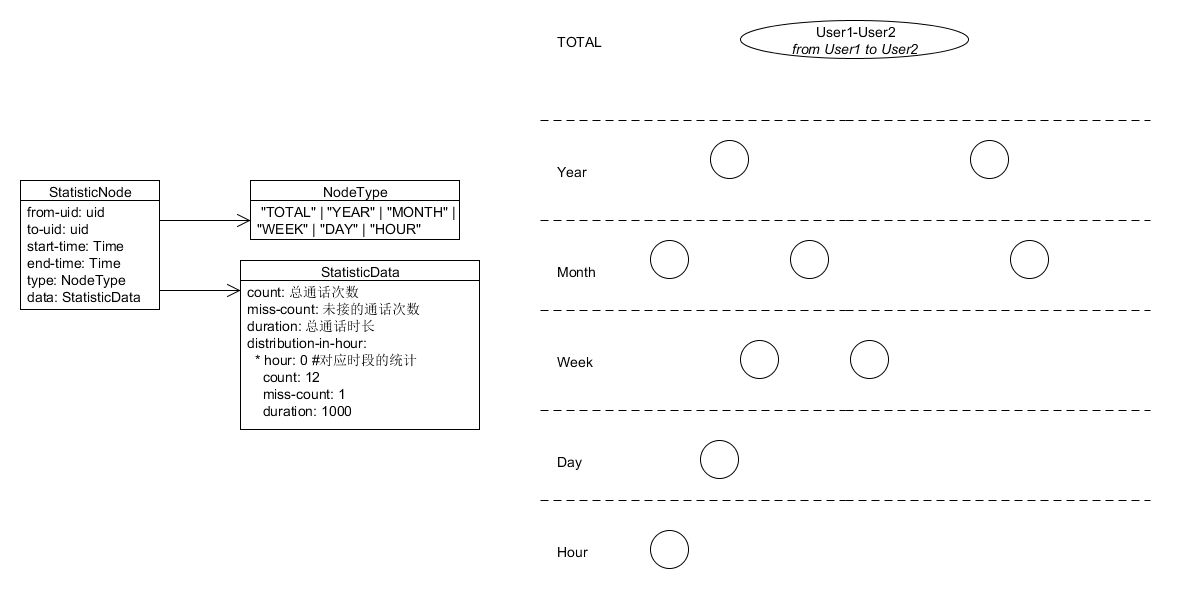 StatisticNode
from-uid: uid
to-uid: uid
start-time: Time
end-time: Time
type: NodeType
data: StatisticData
NodeType
"TOTAL" | "YEAR" | "MONTH" |
"WEEK" | "DAY" | "HOUR"
StatisticData
count: 总通话次数
miss-count: 未接的通话次数
duration: 总通话时长
distribution-in-hour:
* hour: 0 #对应时段的统计
count: 12
miss-count: 1
duration: 1000
TOTAL
User1-User2
from User1 to User2
Year
Month
Week
Day
Hour